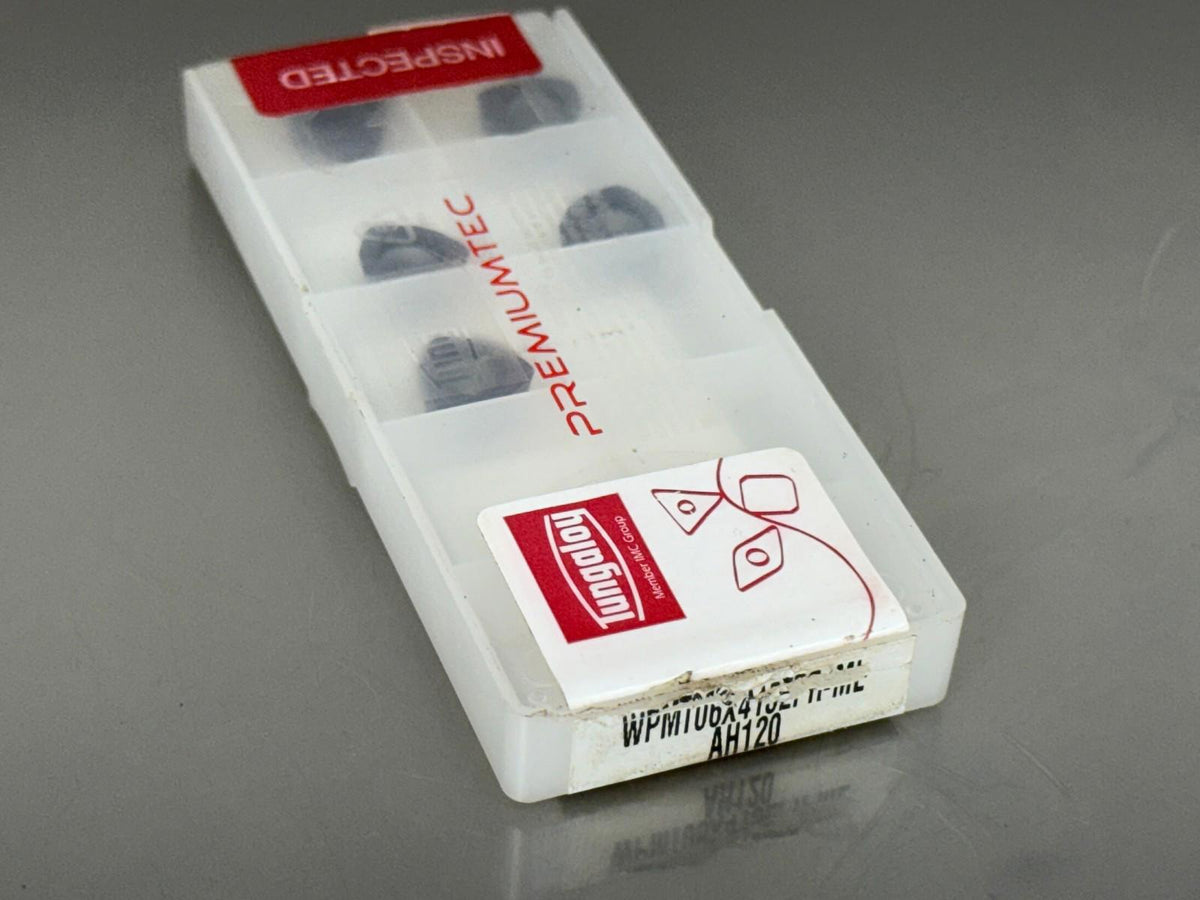 INSPECTED
PREMIUMTEC
Tungaloy
Member IMC Group
AH120